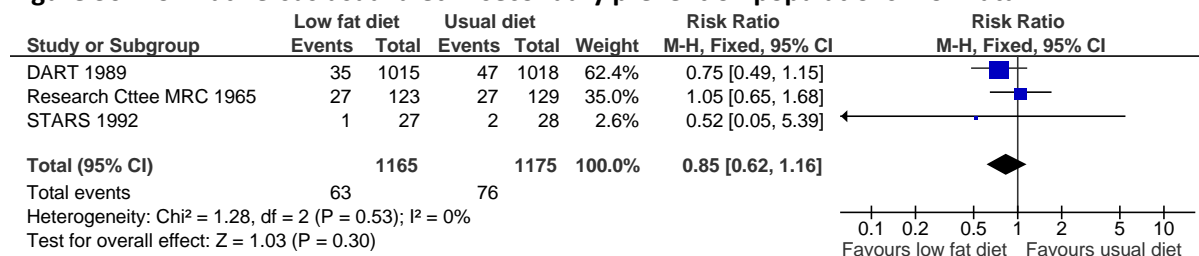 Low fat diet Usual diet Risk Ratio Risk Ratio
Study or Subgroup Events Total Events Total Weight M-H, Fixed, 95% CI M-H, Fixed, 95% CI
DART 1989 35 1015 47 1018 62.4% 0.75 [0.49, 1.15]
Research Cttee MRC 1965 27 123 27 129 35.0% 1.05 [0.65, 1.68]
STARS 1992 1 27 2 28 2.6% 0.52 [0.05, 5.39]
Total (95% CI) 1165 1175 100.0% 0.85 [0.62, 1.16]
Total events 63 76
Heterogeneity: Chi² = 1.28, df = 2 (P = 0.53); I² = 0%
Test for overall effect: Z = 1.03 (P = 0.30)
0.1 0.2 0.5 1 2 5 10
Favours low fat diet Favours usual diet